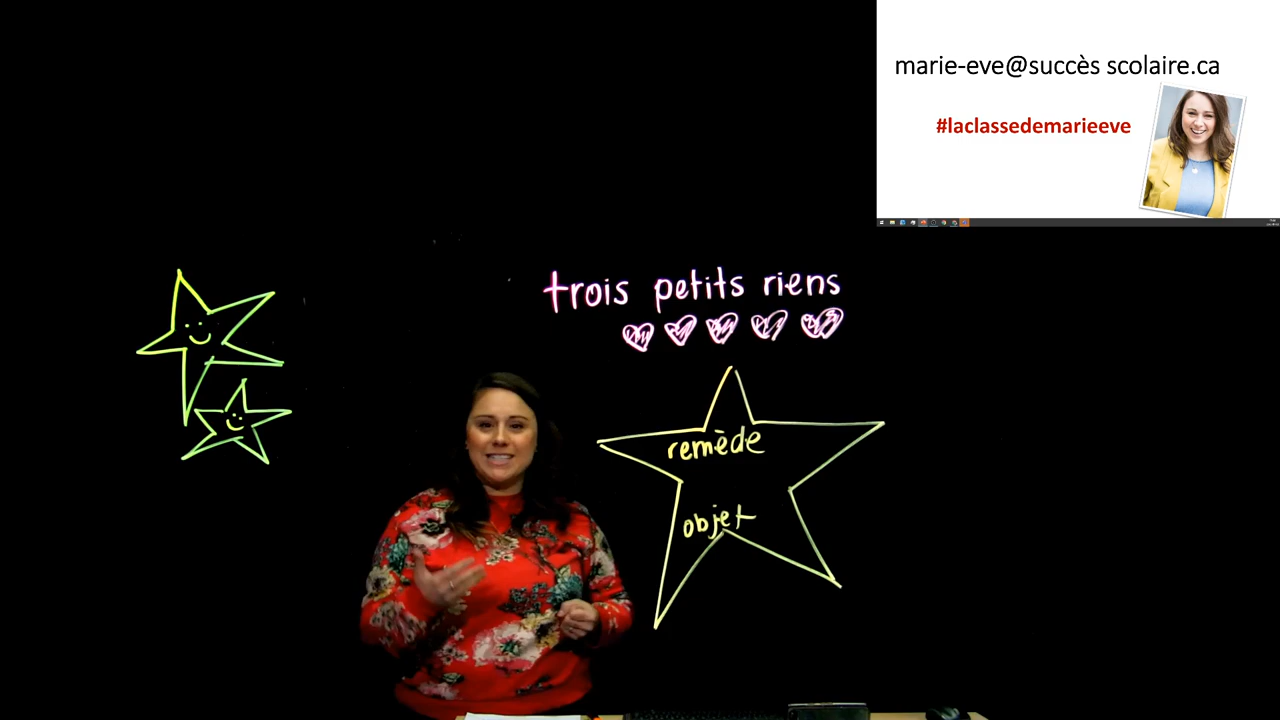 marie-eve@succès scolaire.ca
#laclassedemarieeve
trois petits riens
remède
objet